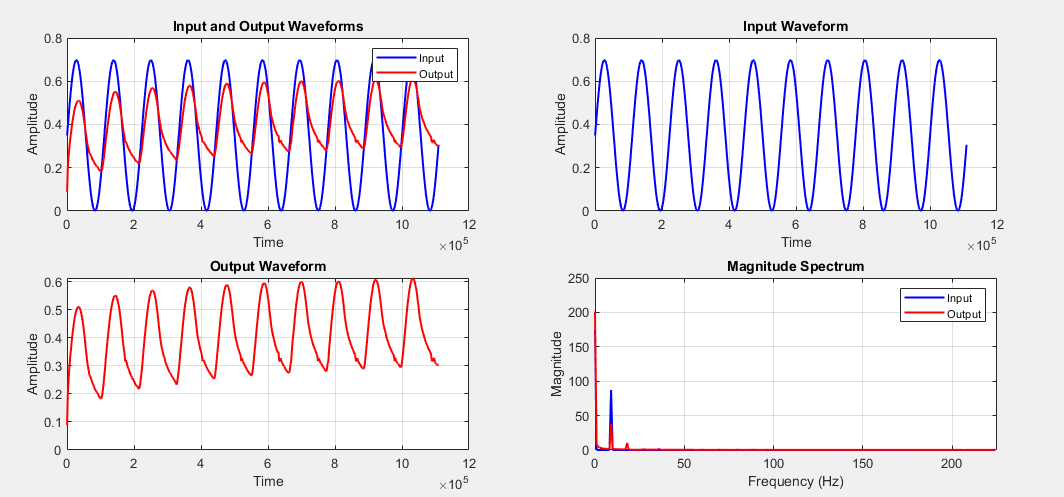 Input and Output Waveforms
0.8
0.6
0.4
0.2
0
Amplitude
Input
Output
0 2 4 6 8 10 12
Time
×10^5
Input Waveform
0.8
0.6
0.4
0.2
0
Amplitude
0 2 4 6 8 10 12
Time
×10^5
Output Waveform
0.6
0.5
0.4
0.3
0.2
0.1
0
Amplitude
0 2 4 6 8 10 12
Time
×10^5
Magnitude Spectrum
250
200
150
100
50
0
Magnitude
Input
Output
0 50 100 150 200
Frequency (Hz)